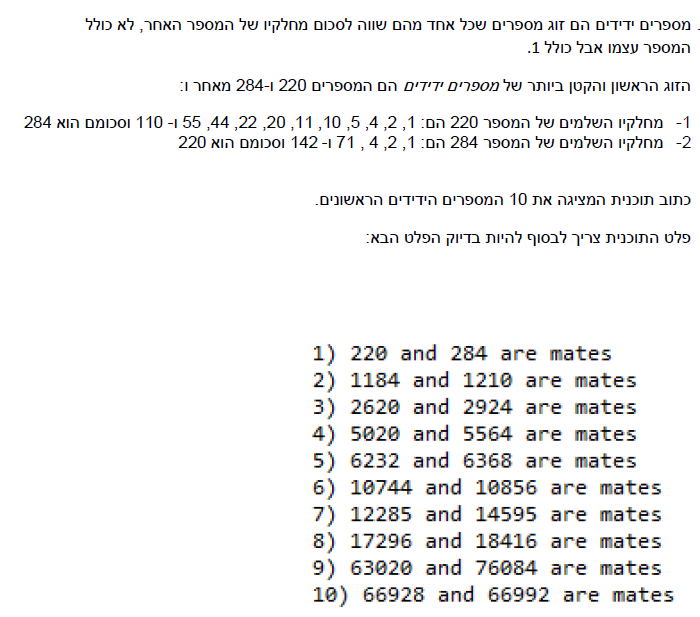 . מספרים ידידים הם זוג מספרים שכל אחד מהם שווה לסכום מחלקיו של המספר האחר, לא כולל
המספר עצמו אבל כולל 1.
הזוג הראשון והקטן ביותר של מספרים ידידים הם המספרים 220 ו-284 מאחר ו:
1- מחלקיו השלמים של המספר 220 הם: 1, 2, 4, 5, 10, 11, 20, 22, 44, 55 ו- 110 וסכומם הוא 284
2- מחלקיו השלמים של המספר 284 הם: 1, 2, 4 , 71 ו- 142 וסכומם הוא 220
כתוב תוכנית המציגה את 10 המספרים הידידים הראשונים.
פלט התוכנית צריך לבסוף להיות בדיוק הפלט הבא:
1) 220 and 284 are mates
2) 1184 and 1210 are mates
3) 2620 and 2924 are mates
4) 5020 and 5564 are mates
5) 6232 and 6368 are mates
6) 10744 and 10856 are mates
7) 12285 and 14595 are mates
8) 17296 and 18416 are mates
9) 63020 and 76084 are mates
10) 66928 and 66992 are mates